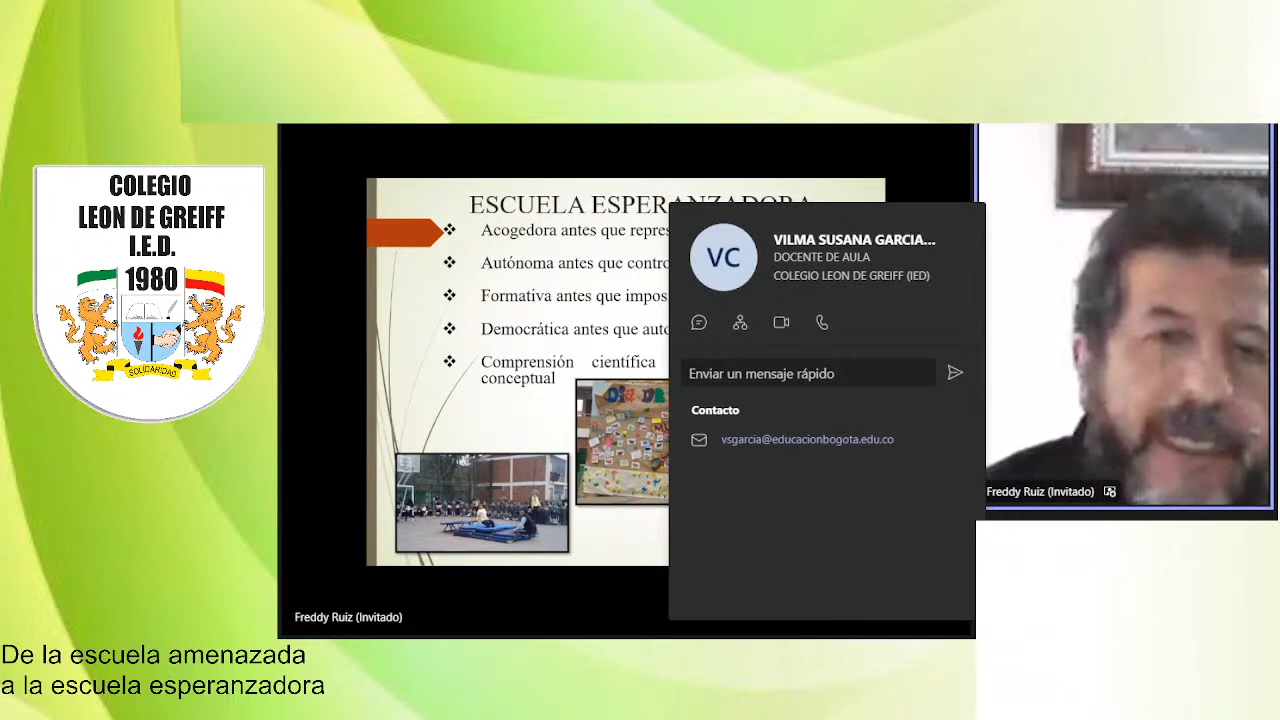 COLEGIO
LEON DE GREIFF
I.E.D.
1980
SOLIDARIDAD
ESCUELA ESPERANZADORA
Acogedora antes que repres
Autónoma antes que contro
Formativa antes que impos
Democrática antes que auto
Comprensión científica
conceptual
VC
VILMA SUSANA GARCIA...
DOCENTE DE AULA
COLEGIO LEON DE GREIFF (IED)
Enviar un mensaje rápido
Contacto
vsgarcia@educacionbogota.edu.co
Freddy Ruiz (Invitado)
Freddy Ruiz (Invitado)
De la escuela amenazada
a la escuela esperanzadora